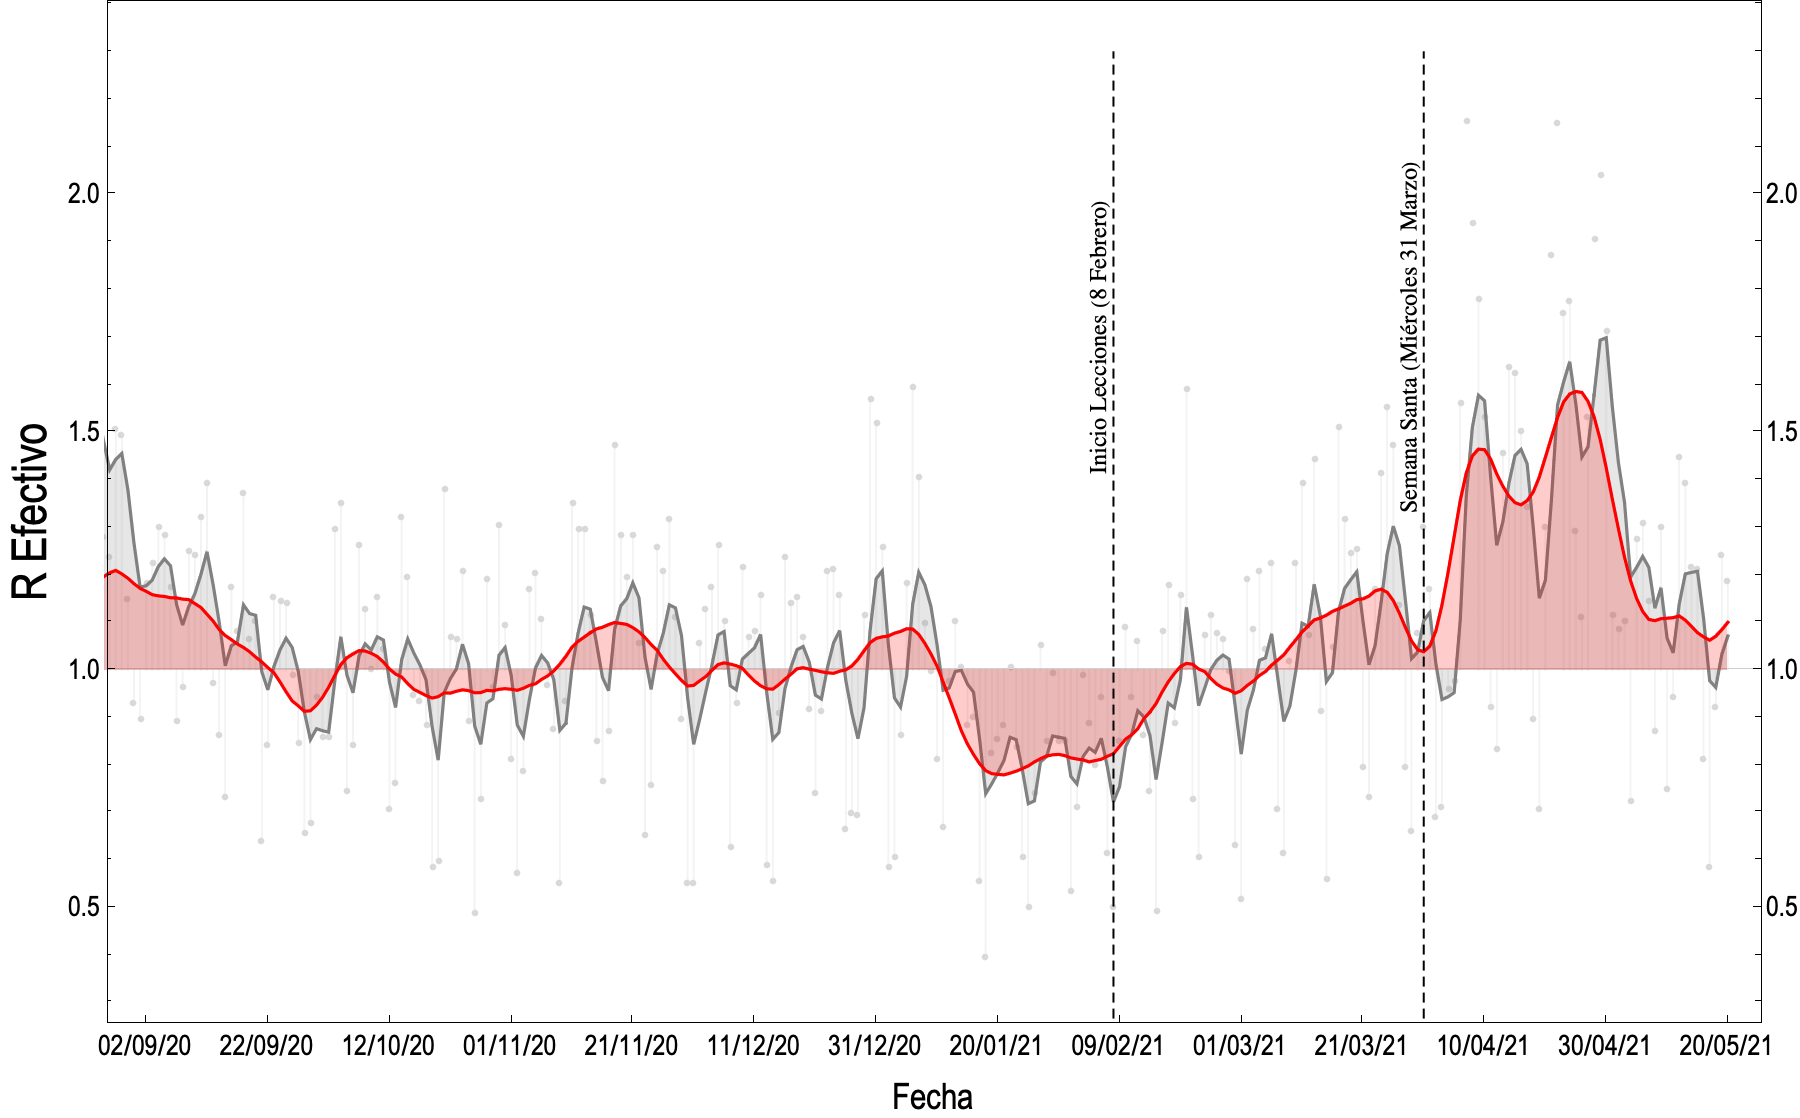 R Efectivo
2.0
1.5
1.0
0.5
Inicio Lecciones (8 Febrero)
Semana Santa (Miércoles 31 Marzo)
2.0
1.5
1.0
0.5
02/09/20 22/09/20 12/10/20 01/11/20 21/11/20 11/12/20 31/12/20 20/01/21 09/02/21 01/03/21 21/03/21 10/04/21 30/04/21 20/05/21
Fecha